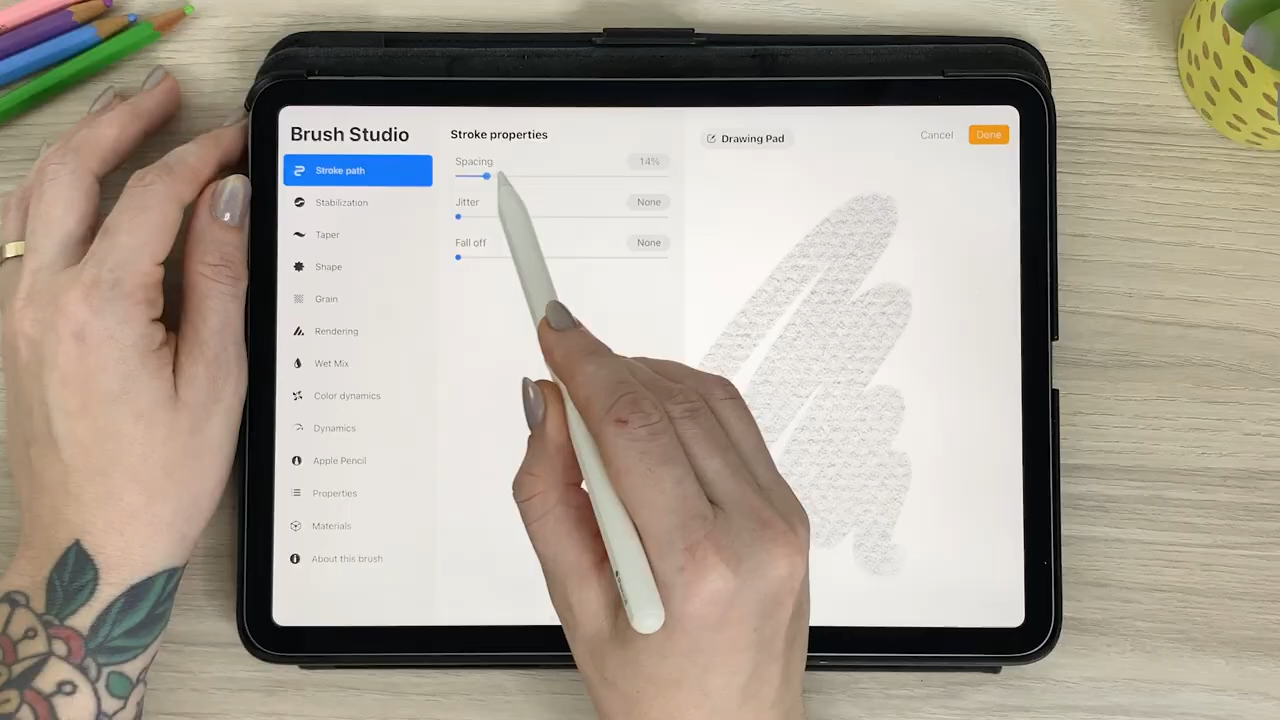 Brush Studio
Stroke path
Stabilization
Taper
Shape
Grain
Rendering
Wet Mix
Color dynamics
Dynamics
Apple Pencil
Properties
Materials
About this brush
Stroke properties
Spacing 14%
Jitter None
Fall off None
Drawing Pad
Cancel Done